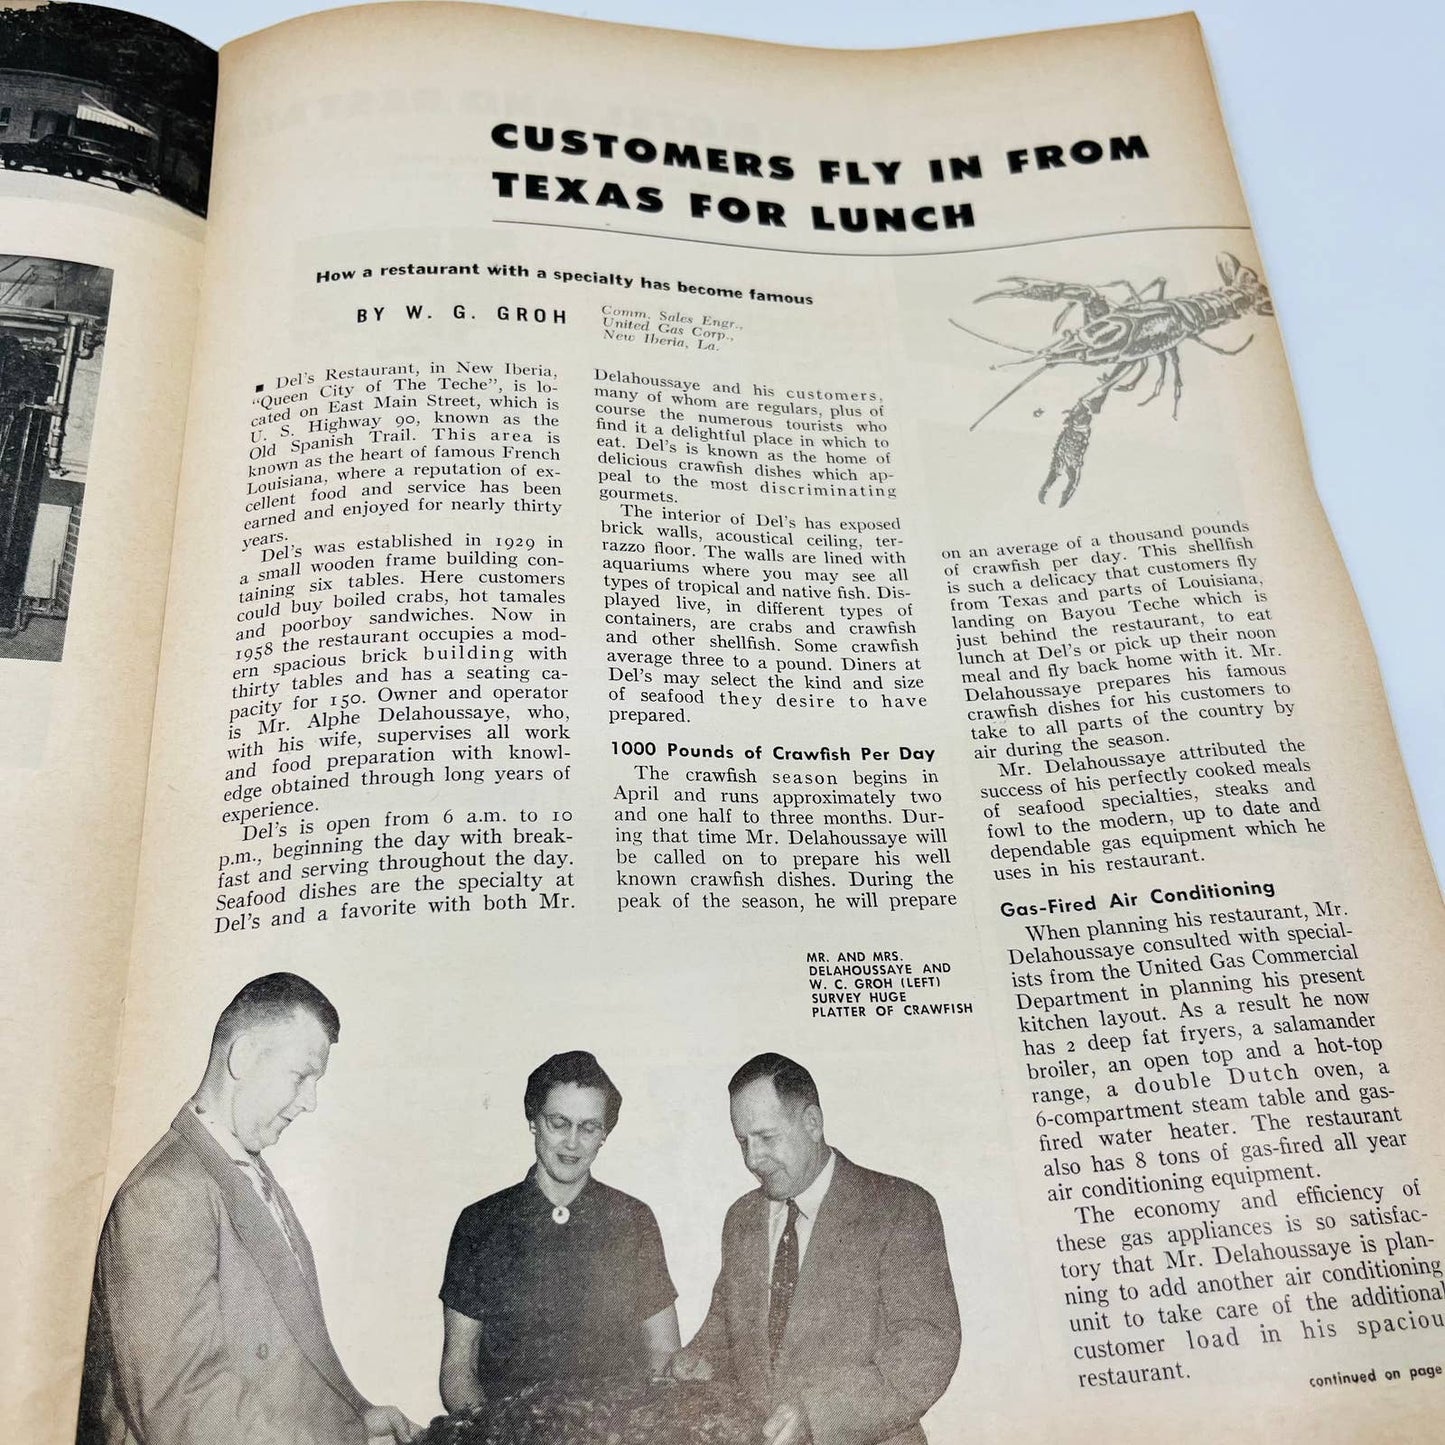 CUSTOMERS FLY IN FROM
TEXAS FOR LUNCH
How a restaurant with a specialty has become famous
BY W. G. GROH
Comm. Sales Engr.,
United Gas Corp.,
New Iberia, La.
■ Del's Restaurant, in New Iberia,
"Queen City of The Teche", is lo-
cated on East Main Street, which is
U. S. Highway 90, known as the
Old Spanish Trail. This area is
known as the heart of famous French
Louisiana, where a reputation of ex-
cellent food and service has been
earned and enjoyed for nearly thirty
years.
Del's was established in 1929 in
a small wooden frame building con-
taining six tables. Here customers
could buy boiled crabs, hot tamales
and poorboy sandwiches. Now in
1958 the restaurant occupies a mod-
ern spacious brick building with
thirty tables and has a seating ca-
pacity for 150. Owner and operator
is Mr. Alphe Delahoussaye, who,
with his wife, supervises all work
and food preparation with knowl-
edge obtained through long years of
experience.
Del's is open from 6 a.m. to 10
p.m., beginning the day with break-
fast and serving throughout the day.
Seafood dishes are the specialty at
Del's and a favorite with both Mr.
Delahoussaye and his customers,
many of whom are regulars, plus of
course the numerous tourists who
find it a delightful place in which to
eat. Del's is known as the home of
delicious crawfish dishes which ap-
peal to the most discriminating
gourmets.
The interior of Del's has exposed
brick walls, acoustical ceiling, ter-
razzo floor. The walls are lined with
aquariums where you may see all
types of tropical and native fish. Dis-
played live, in different types of
containers, are crabs and crawfish
and other shellfish. Some crawfish
average three to a pound. Diners at
Del's may select the kind and size
of seafood they desire to have
prepared.
1000 Pounds of Crawfish Per Day
The crawfish season begins in
April and runs approximately two
and one half to three months. Dur-
ing that time Mr. Delahoussaye will
be called on to prepare his well
known crawfish dishes. During the
peak of the season, he will prepare
on an average of a thousand pounds
of crawfish per day. This shellfish
is such a delicacy that customers fly
from Texas and parts of Louisiana,
landing on Bayou Teche which is
just behind the restaurant, to eat
lunch at Del's or pick up their noon
meal and fly back home with it. Mr.
Delahoussaye prepares his famous
crawfish dishes for his customers to
take to all parts of the country by
air during the season.
Mr. Delahoussaye attributed the
success of his perfectly cooked meals
of seafood specialties, steaks and
fowl to the modern, up to date and
dependable gas equipment which he
uses in his restaurant.
Gas-Fired Air Conditioning
When planning his restaurant, Mr.
Delahoussaye consulted with special-
ists from the United Gas Commercial
Department in planning his present
kitchen layout. As a result he now
has 2 deep fat fryers, a salamander
broiler, an open top and a hot-top
range, a double Dutch oven, a
6-compartment steam table and gas-
fired water heater. The restaurant
also has 8 tons of gas-fired all year
air conditioning equipment.
The economy and efficiency of
these gas appliances is so satisfac-
tory that Mr. Delahoussaye is plan-
ning to add another air conditioning
unit to take care of the additional
customer load in his spaciou
restaurant.
continued on page
MR. AND MRS.
DELAHOUSSAYE AND
W. C. GROH (LEFT)
SURVEY HUGE
PLATTER OF CRAWFISH